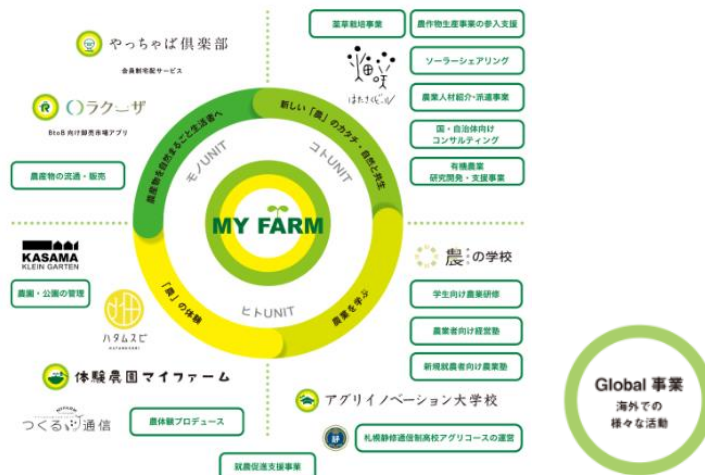 やっちゃば倶楽部
会員制宅配サービス
ラクーザ
BtoB 向け卸売市場アプリ
農産物の流通・販売
薬草栽培事業
農作物生産事業の参入支援
ソーラーシェアリング
農業人材紹介・派遣事業
はたけビル
国・自治体向け
コンサルティング
有機農業
研究開発・支援事業
農産物を自然まるごと生活者へ
新しい「農」のカタチ・自然と共生
モノUNIT
コトUNIT
MY FARM
ヒトUNIT
「農」の体験
農業を学ぶ
KASAMA
KLEIN GARTEN
農園・公園の管理
畑
ハタムスビ
HATAMUSUBI
農の学校
学生向け農業研修
農業者向け経営塾
新規就農者向け農業塾
体験農園マイファーム
つくる通信
農体験プロデュース
アグリイノベーション大学校
札幌静修通信制高校アグリコースの運営
就農促進支援事業
Global 事業
海外での
様々な活動